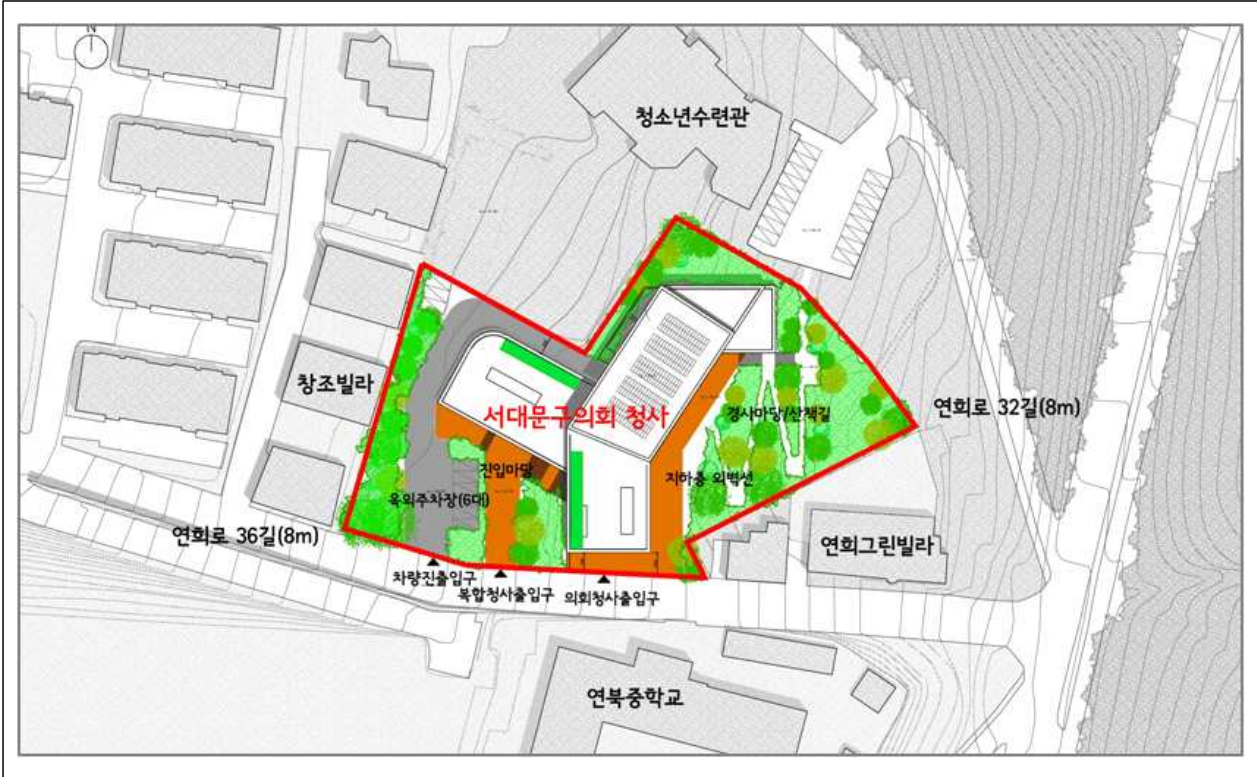 N
청소년수련관
창조빌라
서대문구의회 청사
경사마당/산책길
연희로 32길(8m)
진입마당
지하층 외벽선
옥외주차장(6대)
연희로 36길(8m)
연희그린빌라
차량진출입구
복합청사출입구
의회청사출입구
연북중학교